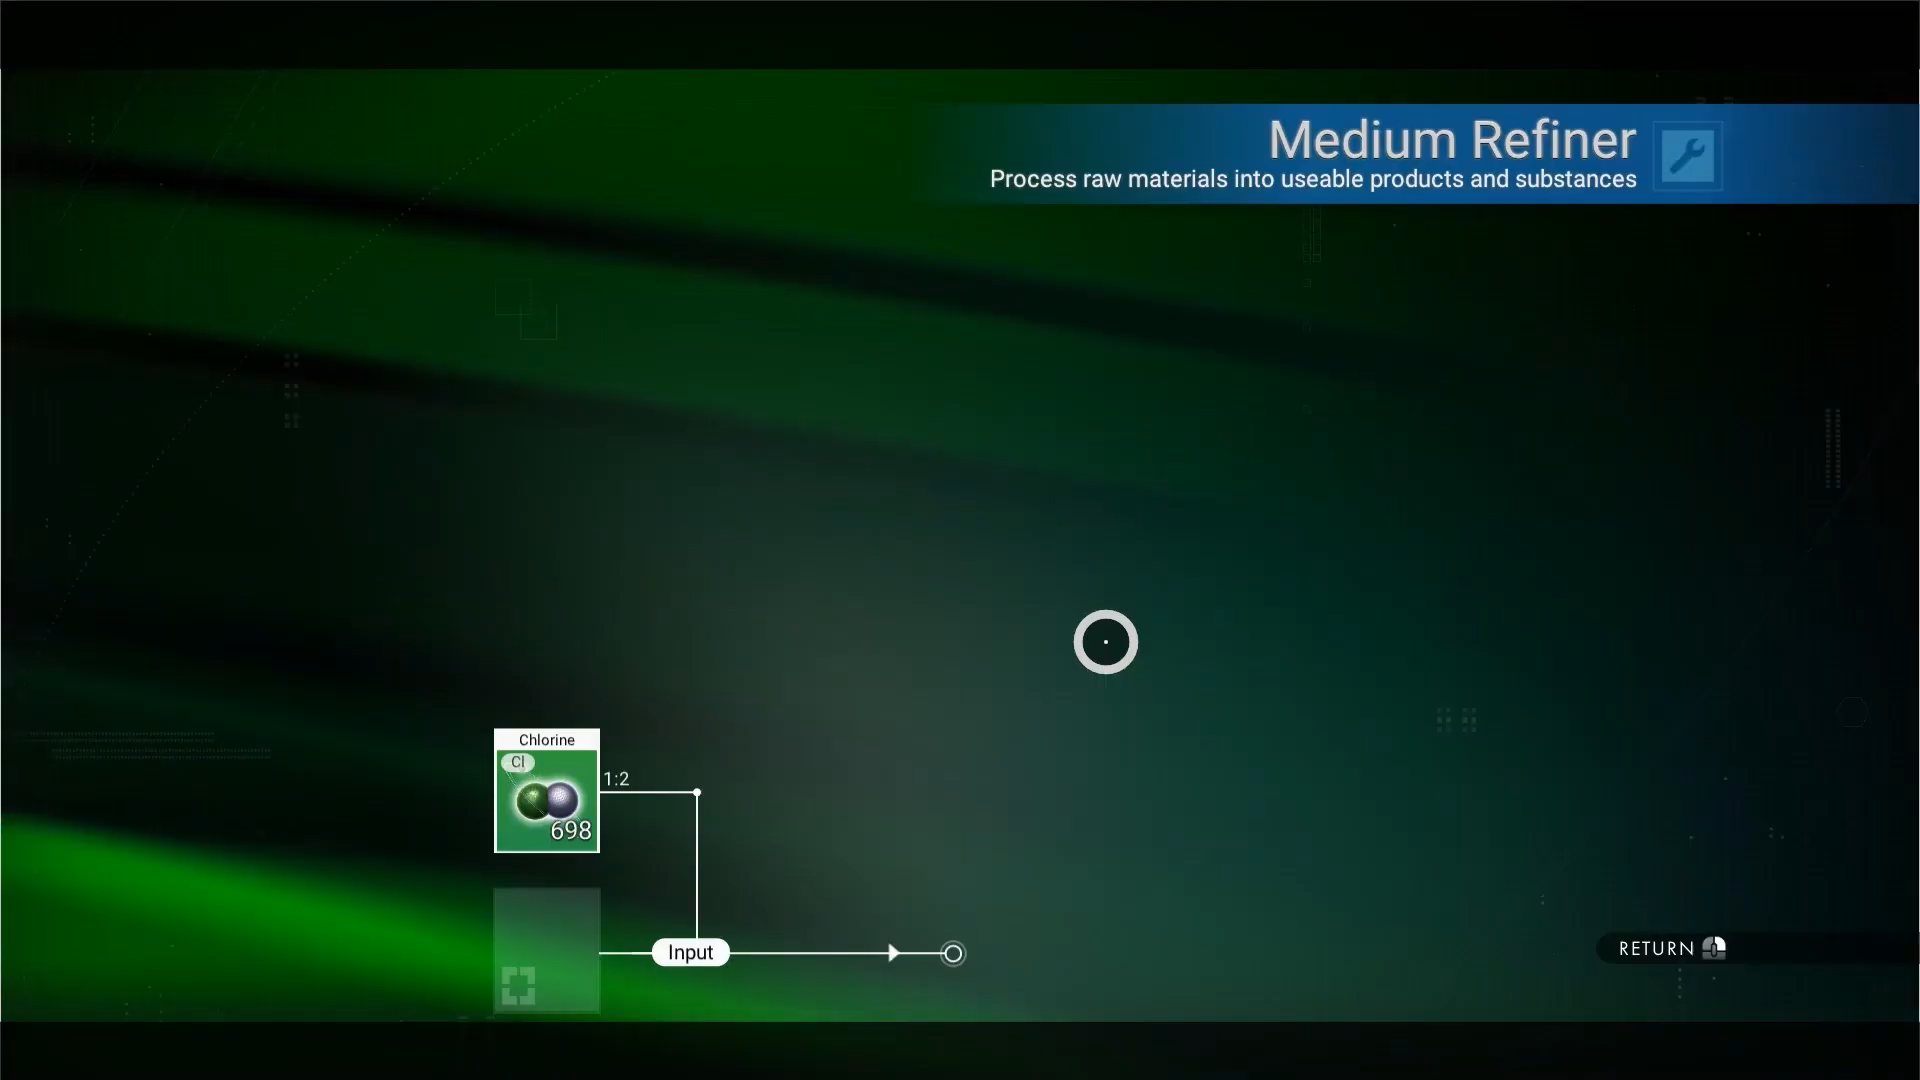 Medium Refiner
Process raw materials into useable products and substances
Chlorine
Cl
698
1:2
Input
RETURN